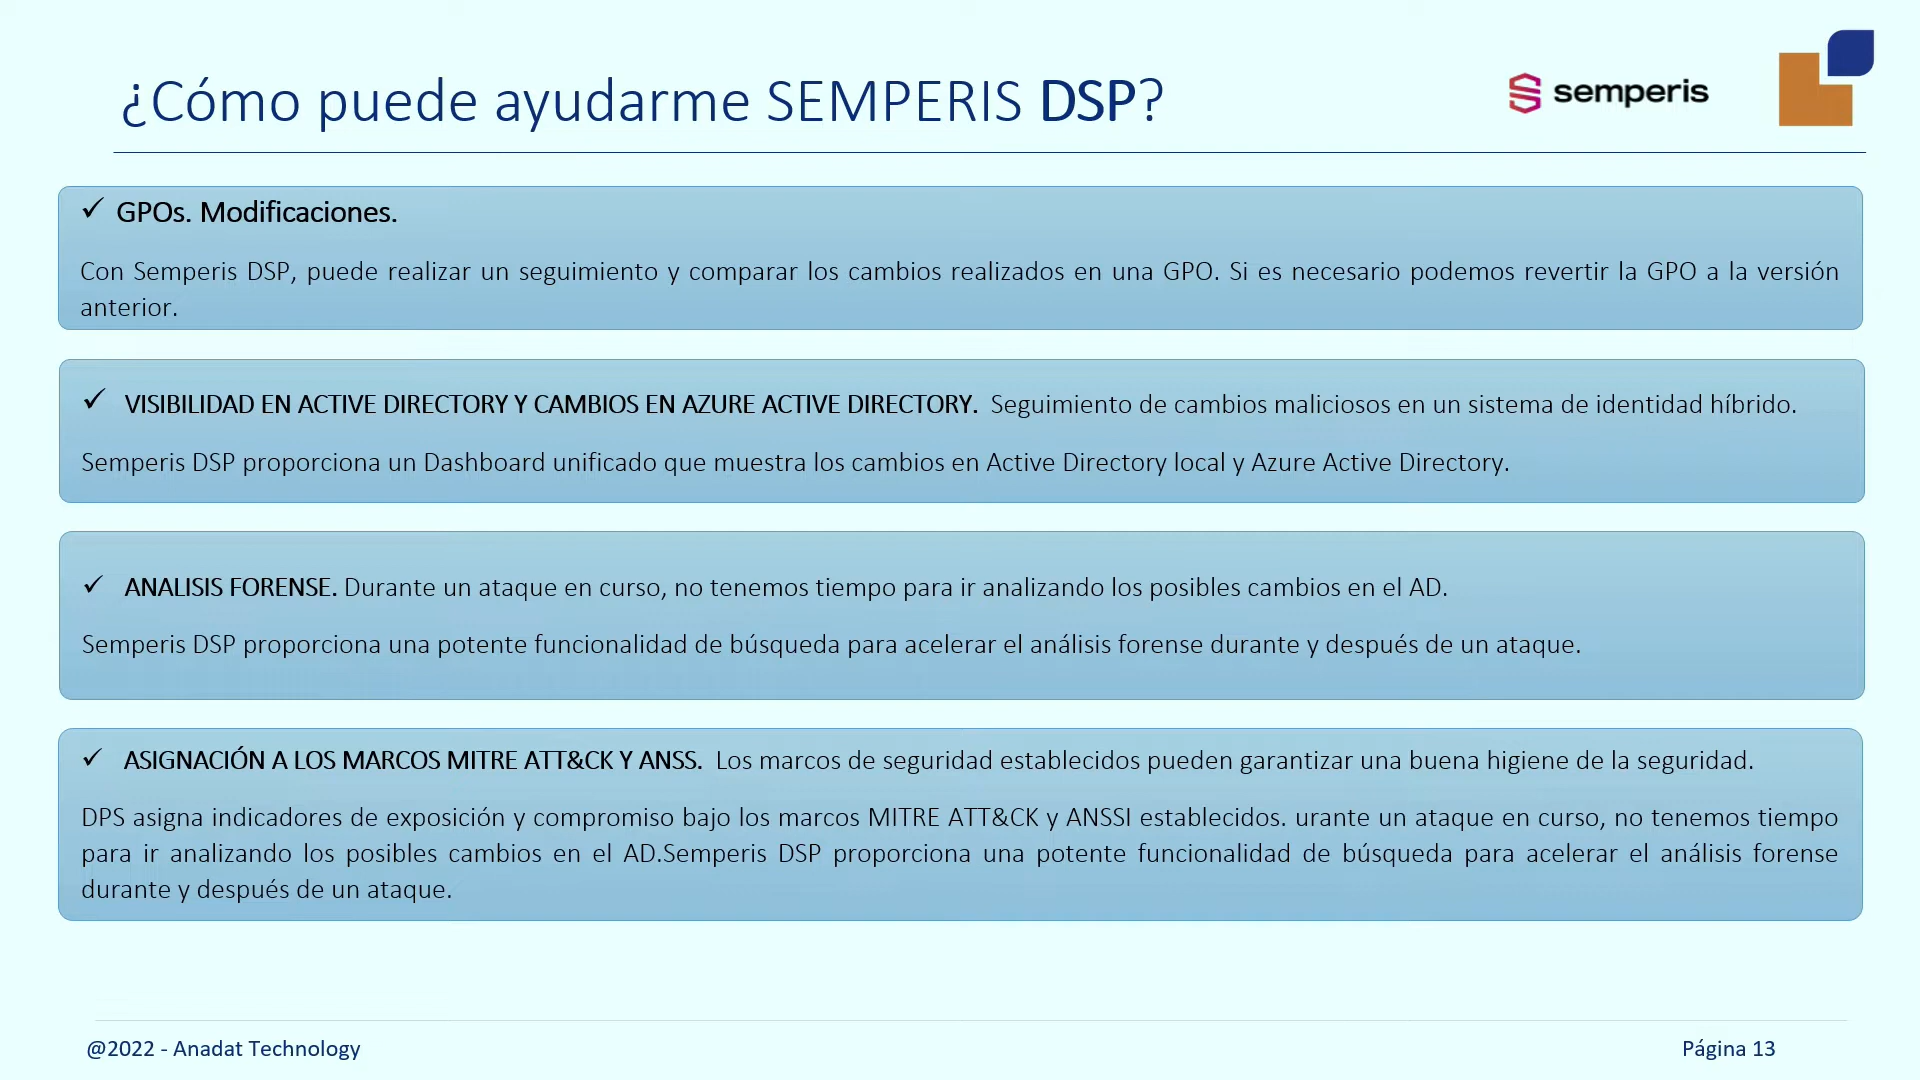 ¿Cómo puede ayudarme SEMPERIS DSP?
semperis
✓ GPOs. Modificaciones.
Con Semperis DSP, puede realizar un seguimiento y comparar los cambios realizados en una GPO. Si es necesario podemos revertir la GPO a la versión
anterior.
✓ VISIBILIDAD EN ACTIVE DIRECTORY Y CAMBIOS EN AZURE ACTIVE DIRECTORY. Seguimiento de cambios maliciosos en un sistema de identidad híbrido.
Semperis DSP proporciona un Dashboard unificado que muestra los cambios en Active Directory local y Azure Active Directory.
✓ ANALISIS FORENSE. Durante un ataque en curso, no tenemos tiempo para ir analizando los posibles cambios en el AD.
Semperis DSP proporciona una potente funcionalidad de búsqueda para acelerar el análisis forense durante y después de un ataque.
✓ ASIGNACIÓN A LOS MARCOS MITRE ATT&CK Y ANSS. Los marcos de seguridad establecidos pueden garantizar una buena higiene de la seguridad.
DPS asigna indicadores de exposición y compromiso bajo los marcos MITRE ATT&CK y ANSSI establecidos. urante un ataque en curso, no tenemos tiempo
para ir analizando los posibles cambios en el AD.Semperis DSP proporciona una potente funcionalidad de búsqueda para acelerar el análisis forense
durante y después de un ataque.
@2022 - Anadat Technology
Página 13